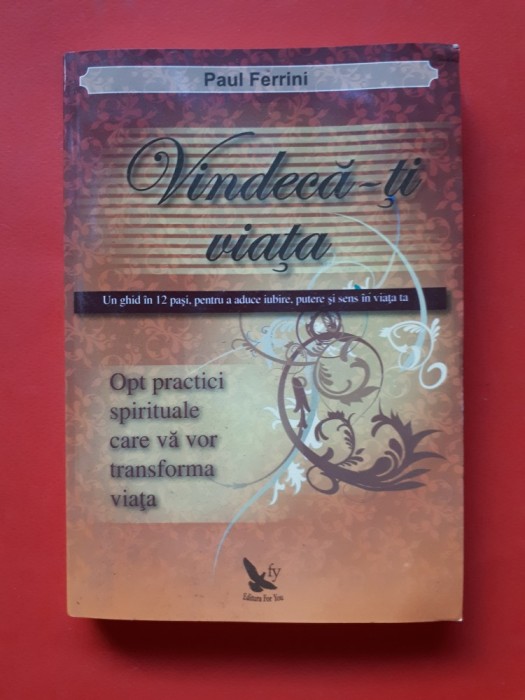 Paul Ferrini
Vindecă-ţi
viaţa
Un ghid în 12 paşi, pentru a aduce iubire, putere şi sens în viaţa ta
Opt practici
spirituale
care vă vor
transforma
viaţa
fy
Editura For You